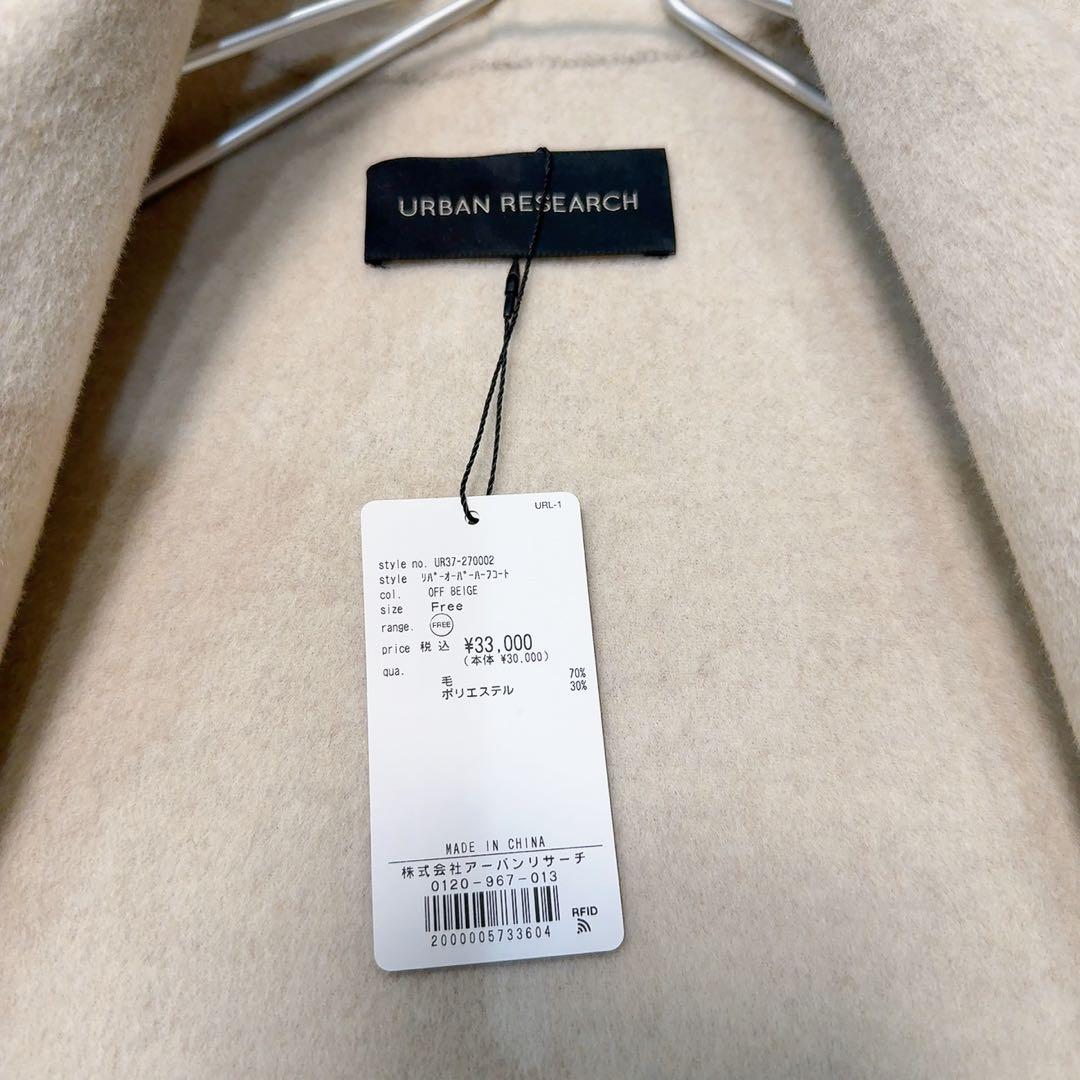 URBAN RESEARCH
URL-1
style no. UR37-270002
style ﾘﾊﾞｰｵｰﾊﾞｰﾊｰﾌｺｰﾄ
col. OFF BEIGE
size Free
range. FREE
price 税込 ¥33,000
(本体 ¥30,000)
qua.
毛 70%
ポリエステル 30%
MADE IN CHINA
株式会社アーバンリサーチ
0120-967-013
RFID
2000005733604